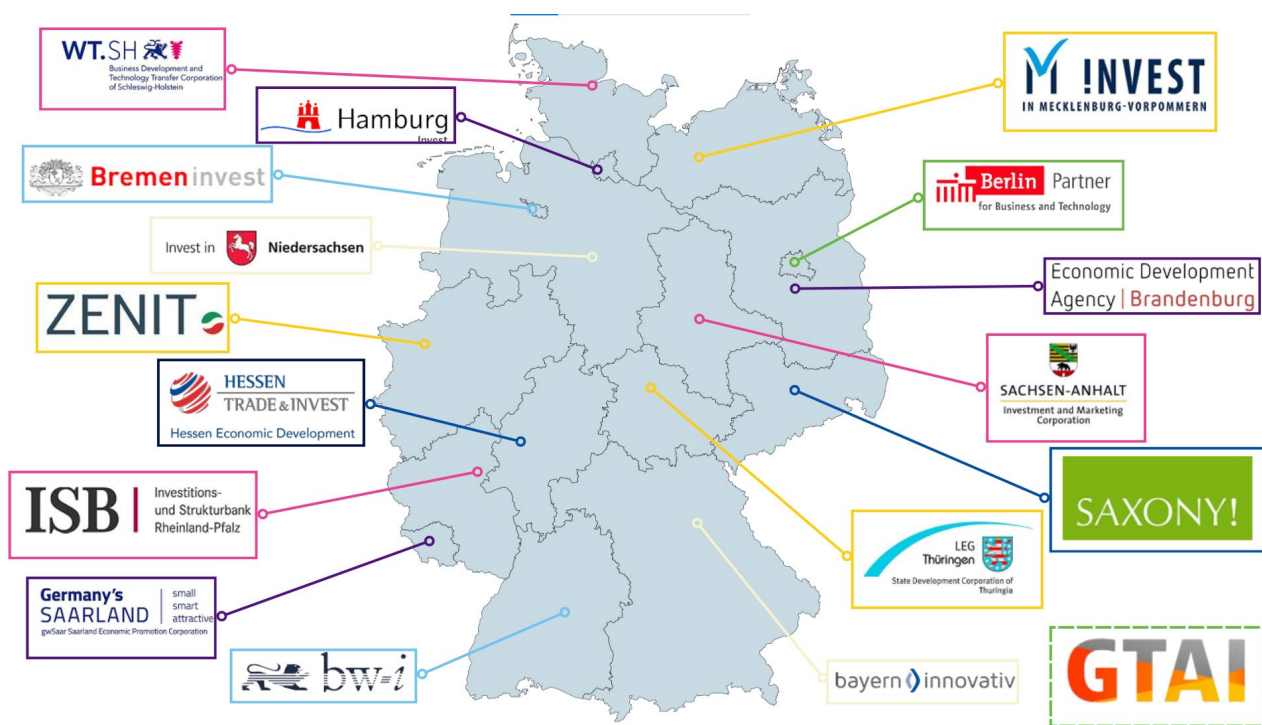 WT.SH
Business Development and
Technology Transfer Corporation
of Schleswig-Holstein
Hamburg
Invest
Bremeninvest
Invest in Niedersachsen
ZENIT
HESSEN
TRADE & INVEST
Hessen Economic Development
ISB
Investitions-
und Strukturbank
Rheinland-Pfalz
Germany's
SAARLAND
small
smart
attractive
gwSaar Saarland Economic Promotion Corporation
bw-i
M !NVEST
IN MECKLENBURG-VORPOMMERN
Berlin Partner
for Business and Technology
Economic Development
Agency | Brandenburg
SACHSEN-ANHALT
Investment and Marketing
Corporation
SAXONY!
LEG
Thüringen
State Development Corporation of
Thuringia
bayern innovativ
GTAI